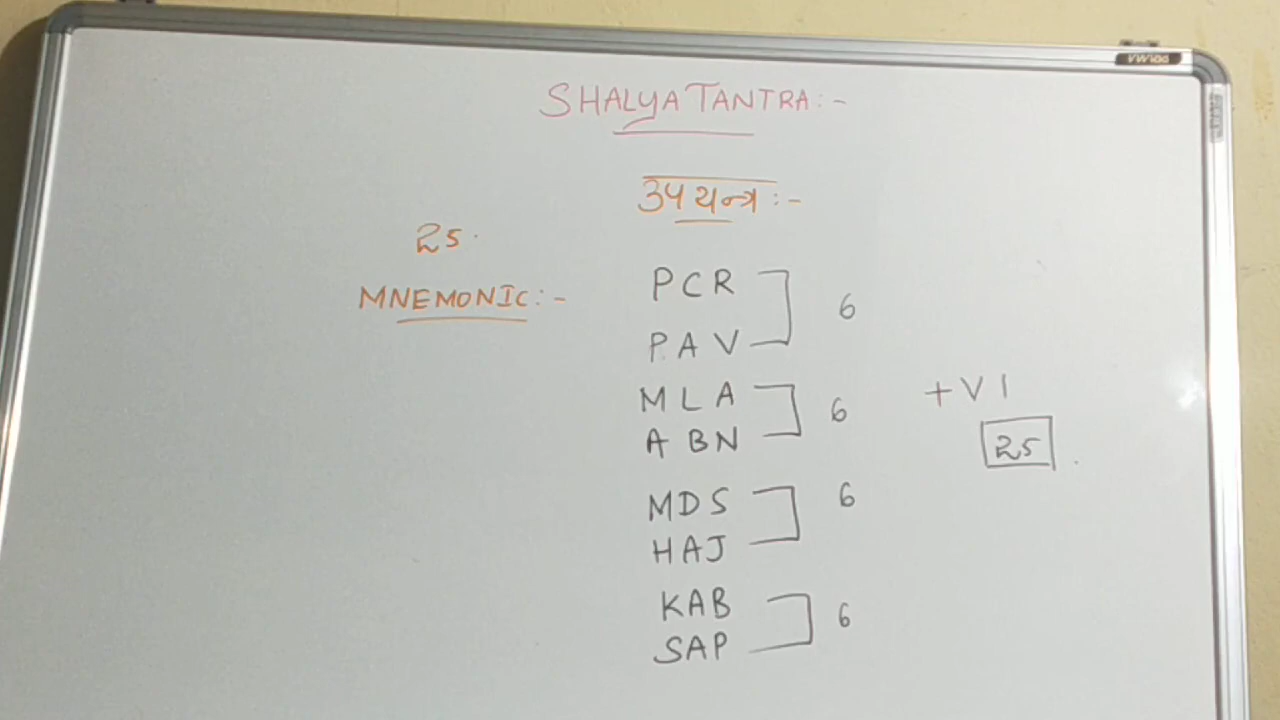 SHALYA TANTRA:-
उपयन्त्र:-
25.
MNEMONIC:-
PCR
6
PAV
MLA
6
ABN
+VI
25.
MDS
6
HAJ
KAB
6
SAP